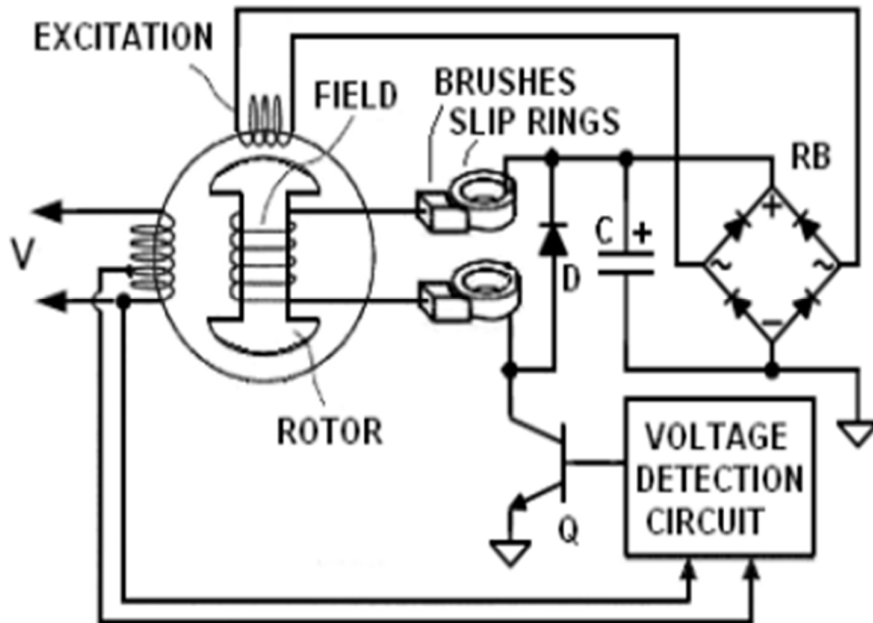 EXCITATION
FIELD
BRUSHES
SLIP RINGS
RB
V
C +
D
+
~ ~
−
ROTOR
Q
VOLTAGE
DETECTION
CIRCUIT